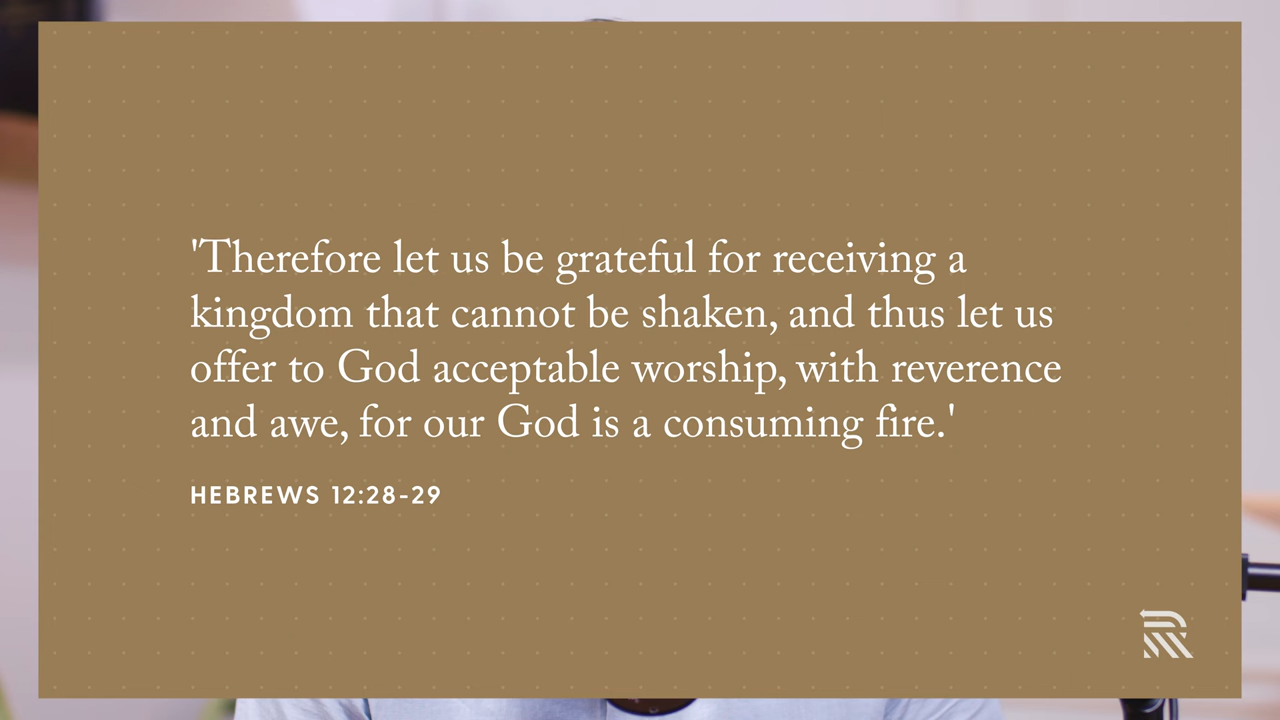 'Therefore let us be grateful for receiving a
kingdom that cannot be shaken, and thus let us
offer to God acceptable worship, with reverence
and awe, for our God is a consuming fire.'
HEBREWS 12:28-29